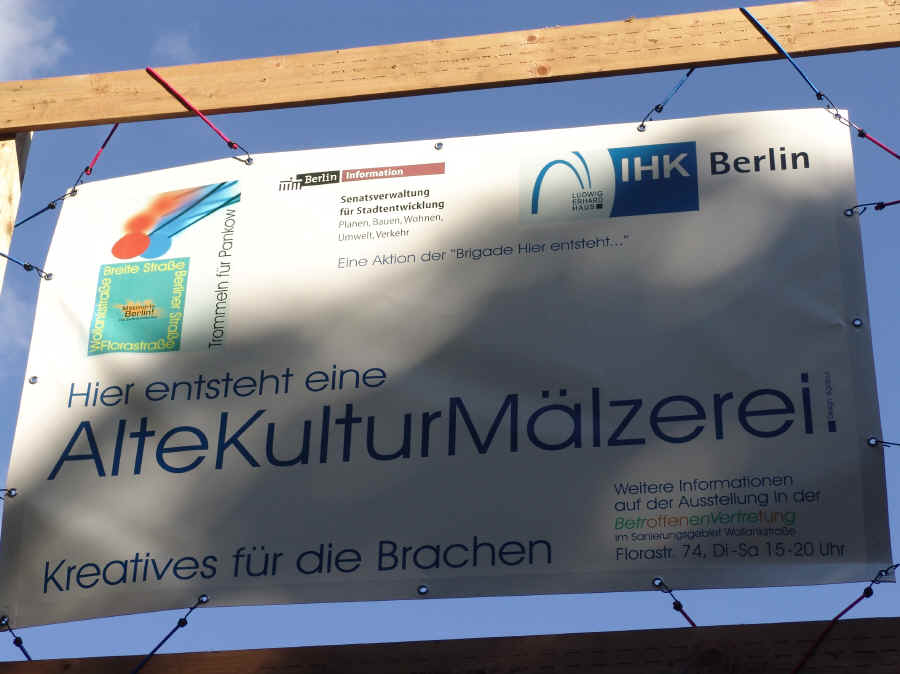 Breite Straße
Wollankstraße
Berliner Straße
Florastraße
Berlin!
Trommeln für Pankow
Berlin Information
Senatsverwaltung
für Stadtentwicklung
Planen, Bauen, Wohnen,
Umwelt, Verkehr
Eine Aktion der "Brigade Hier entsteht..."
LUDWIG
ERHARD
HAUS
IHK Berlin
Hier entsteht eine
AlteKulturMälzerei.
Weitere Informationen
auf der Ausstellung in der
BetroffenenVertretung
im Sanierungsgebiet Wollankstraße
Florastr. 74, Di-Sa 15-20 Uhr
Kreatives für die Brachen